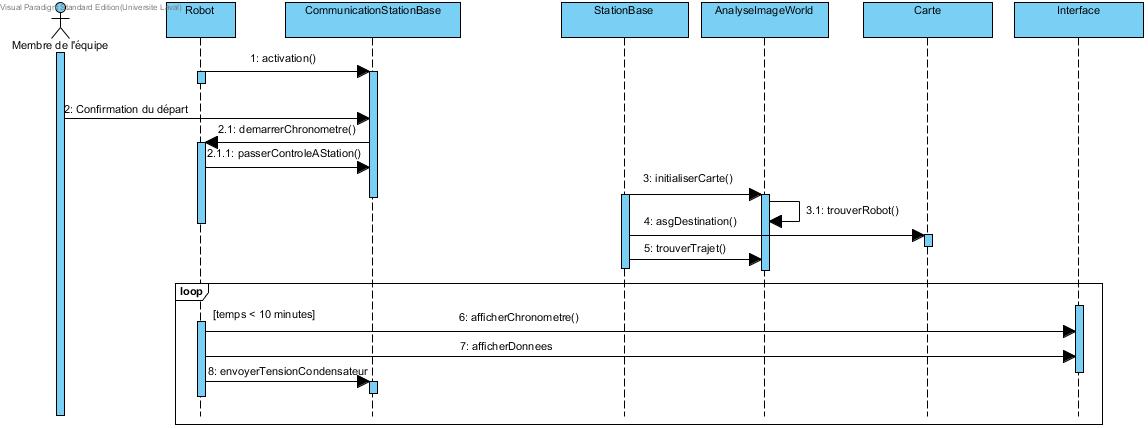 Visual Paradigm Standard Edition(Universite Laval)
Robot
CommunicationStationBase
StationBase
AnalyseImageWorld
Carte
Interface
Membre de l'équipe
1: activation()
2: Confirmation du départ
2.1: demarrerChronometre()
2.1.1: passerControleAStation()
3: initialiserCarte()
3.1: trouverRobot()
4: asgDestination()
5: trouverTrajet()
loop
[temps < 10 minutes]
6: afficherChronometre()
7: afficherDonnees
8: envoyerTensionCondensateur